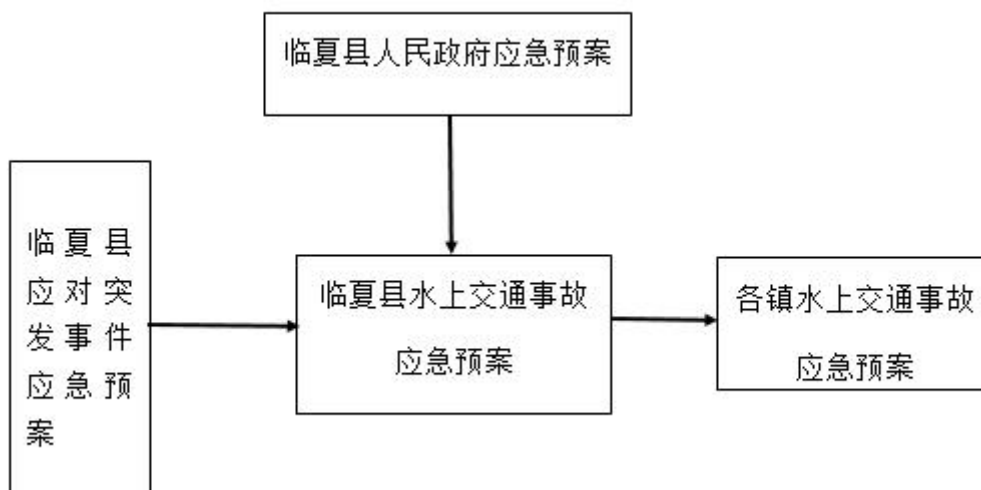 临夏县人民政府应急预案
临夏县
应对突
发事件
应急预
案
临夏县水上交通事故
应急预案
各镇水上交通事故
应急预案